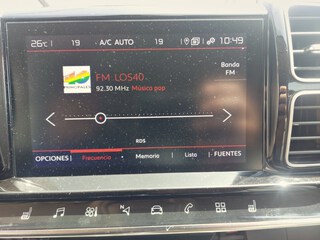 26°C 19 A/C AUTO 19 10:49
FM LOS40
Banda
FM
92.30 MHz Música pop
RDS
OPCIONES Frecuencia Memoria Lista FUENTES